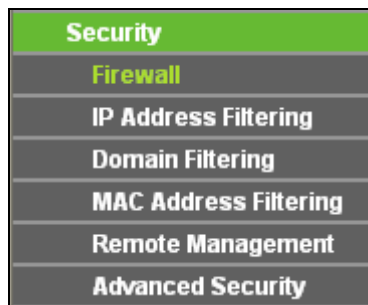 Security
Firewall
IP Address Filtering
Domain Filtering
MAC Address Filtering
Remote Management
Advanced Security